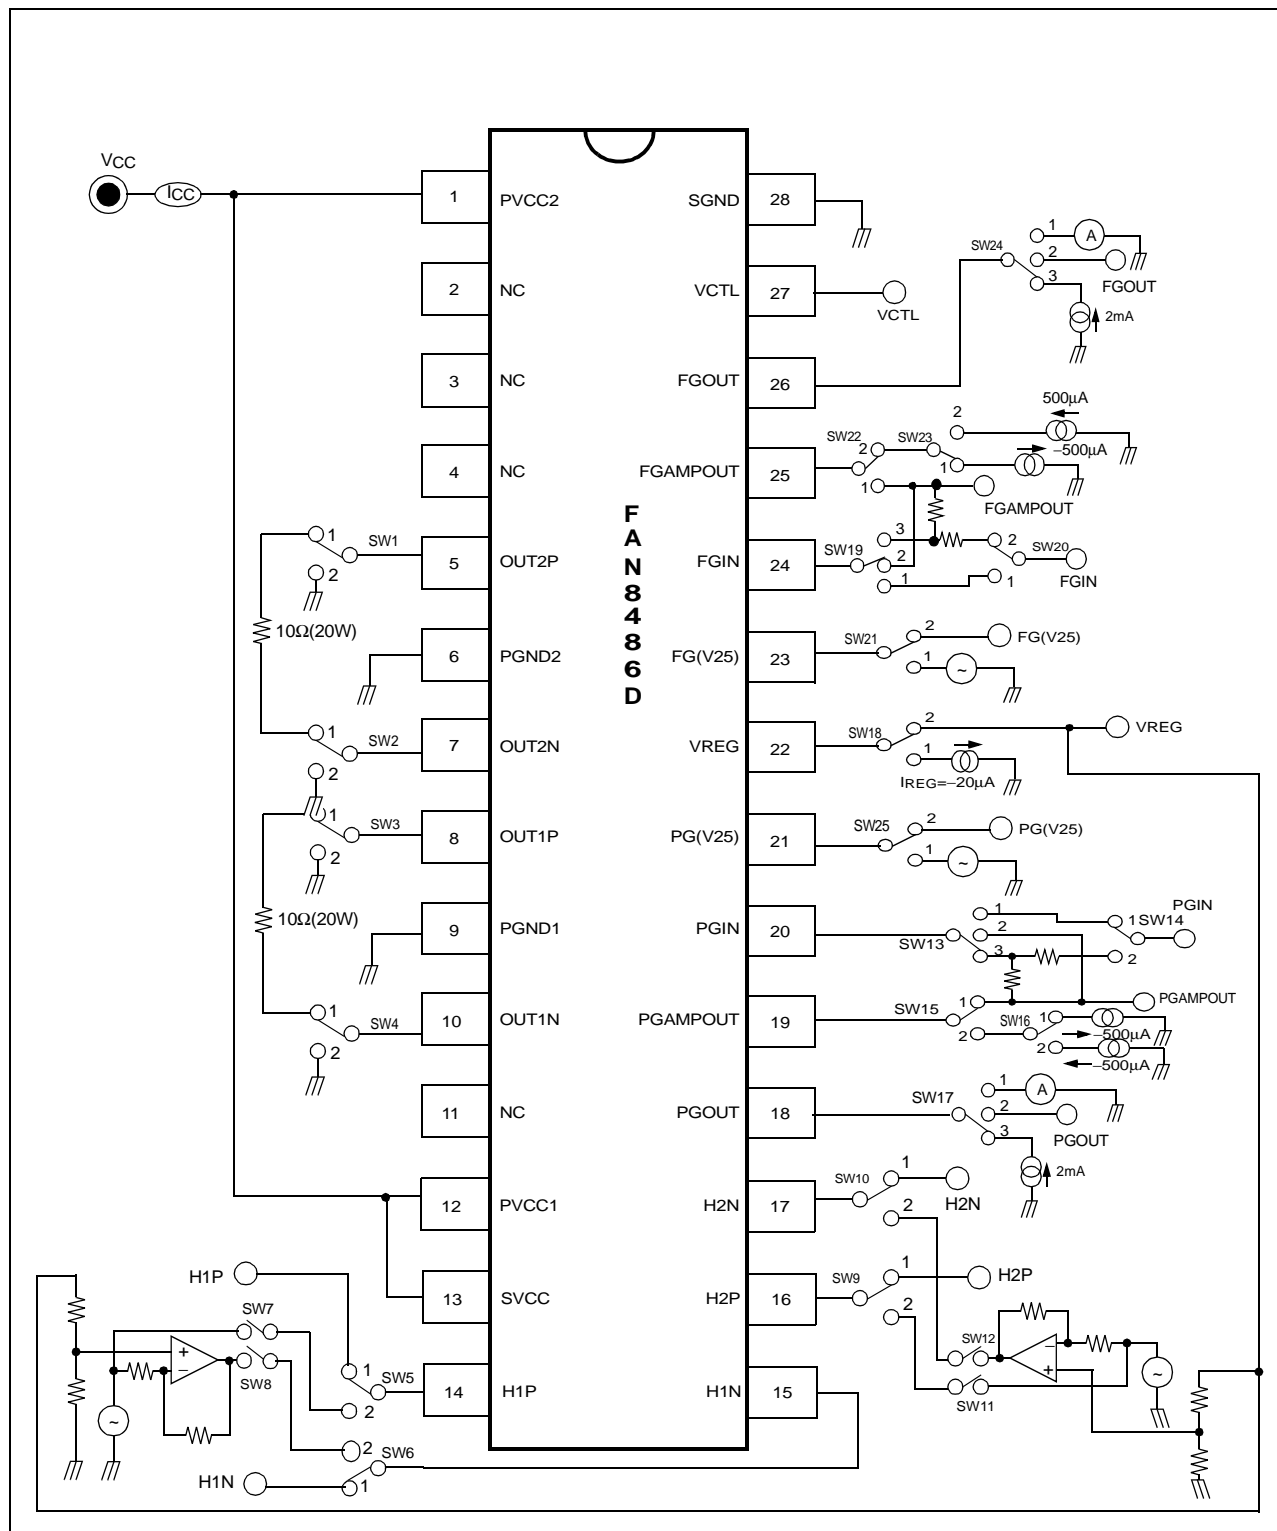 VCC
ICC
1 PVCC2
2 NC
3 NC
4 NC
5 OUT2P
6 PGND2
7 OUT2N
8 OUT1P
9 PGND1
10 OUT1N
11 NC
12 PVCC1
13 SVCC
14 H1P
FAN8486D
SGND 28
VCTL 27
FGOUT 26
FGAMPOUT 25
FGIN 24
FG(V25) 23
VREG 22
PG(V25) 21
PGIN 20
PGAMPOUT 19
PGOUT 18
H2N 17
H2P 16
H1N 15
1
SW1
2
10Ω(20W)
1
SW2
2
1
SW3
2
10Ω(20W)
1
SW4
2
H1P
SW7
+
−
SW8
~
1
SW5
2
2
SW6
H1N
1
VCTL
SW24
1
A
2
3
FGOUT
2mA
500µA
2
SW22
2
SW23
−500µA
1
1
FGAMPOUT
3
SW19
2
2
SW20
1
1
FGIN
SW21
2
FG(V25)
1
~
SW18
2
VREG
1
IREG=−20µA
SW25
2
PG(V25)
1
~
PGIN
1
1
SW14
2
SW13
3
2
SW15
1
PGAMPOUT
SW16
1
2
−500µA
2
−500µA
SW17
1
A
2
3
PGOUT
2mA
SW10
1
H2N
2
SW9
1
H2P
2
SW12
−
+
SW11
~